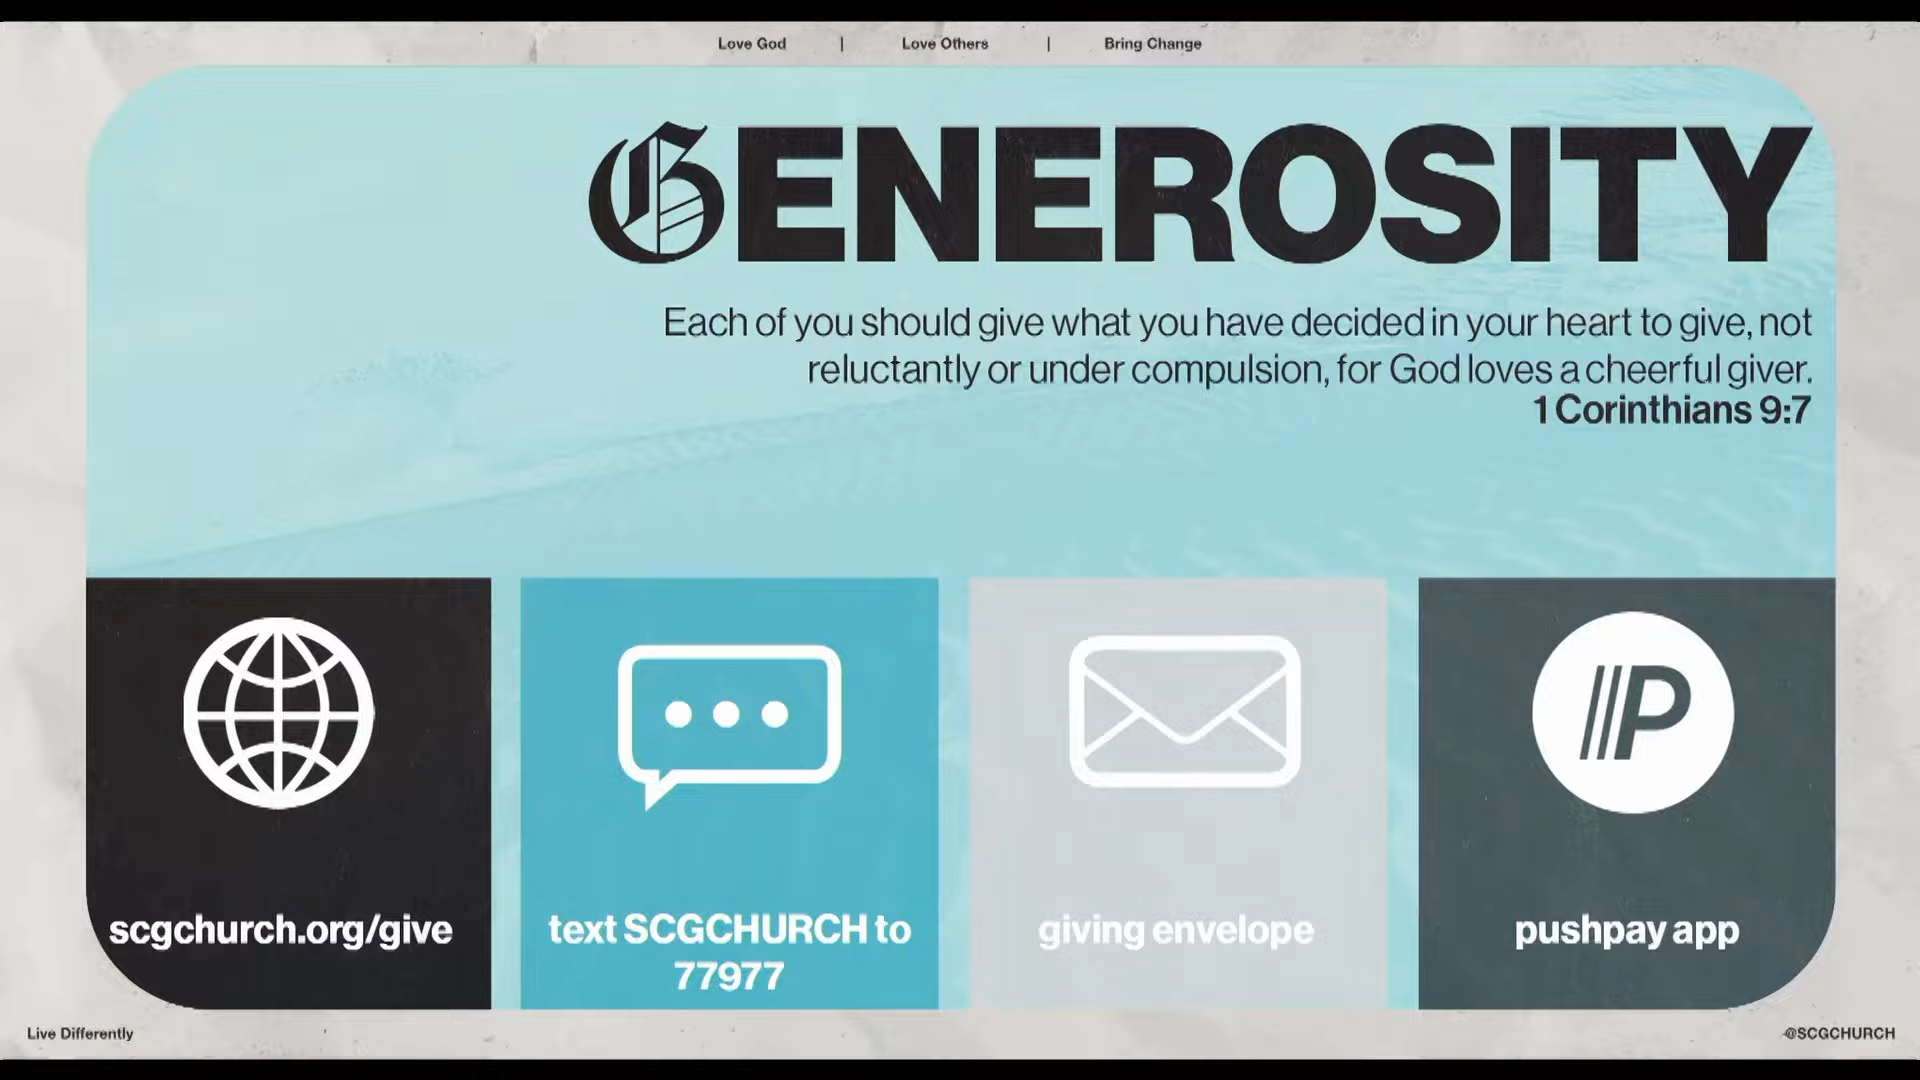 Love God | Love Others | Bring Change
GENEROSITY
Each of you should give what you have decided in your heart to give, not
reluctantly or under compulsion, for God loves a cheerful giver.
1 Corinthians 9:7
scgchurch.org/give
text SCGCHURCH to
77977
giving envelope
P
pushpay app
Live Differently
@SCGCHURCH